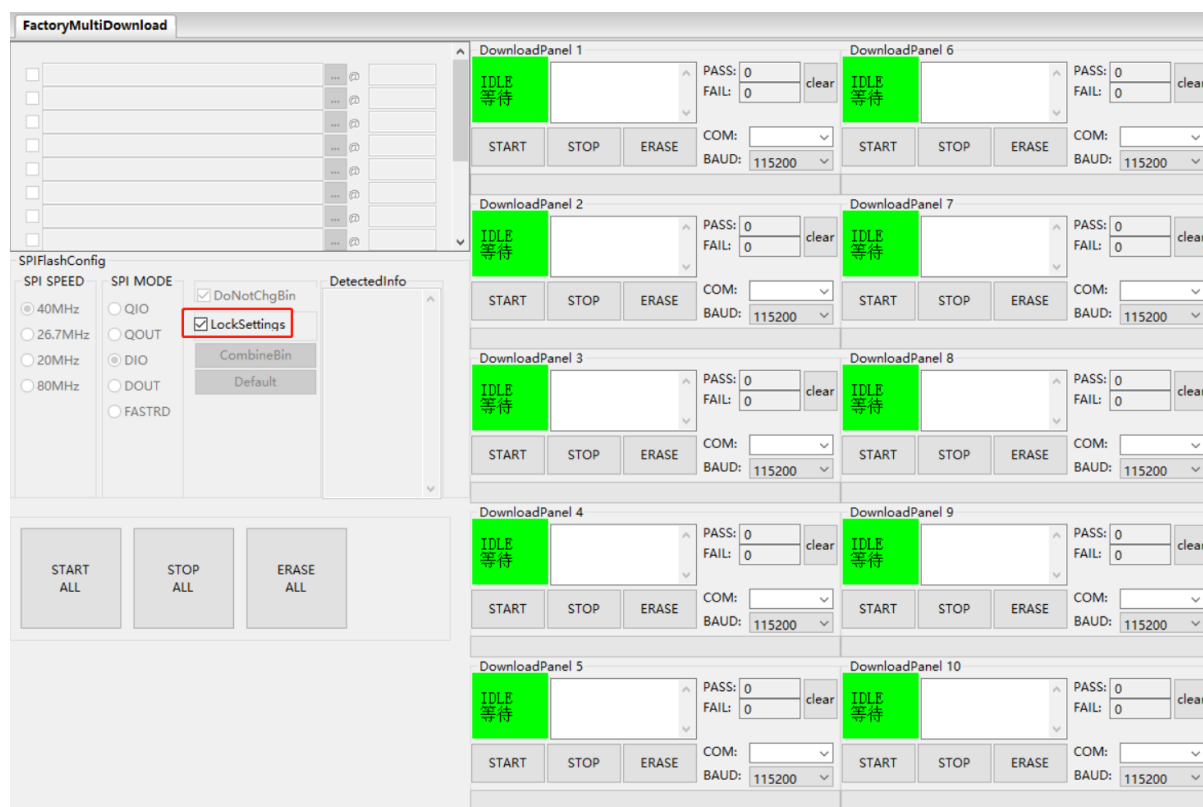 FactoryMultiDownload
... @
... @
... @
... @
... @
... @
... @
... @
SPIFlashConfig
SPI SPEED
40MHz
26.7MHz
20MHz
80MHz
SPI MODE
QIO
QOUT
DIO
DOUT
FASTRD
DoNotChgBin
LockSettings
CombineBin
Default
DetectedInfo
START
ALL
STOP
ALL
ERASE
ALL
DownloadPanel 1
IDLE
等待
PASS: 0
FAIL: 0
clear
START STOP ERASE
COM:
BAUD: 115200
DownloadPanel 2
IDLE
等待
PASS: 0
FAIL: 0
clear
START STOP ERASE
COM:
BAUD: 115200
DownloadPanel 3
IDLE
等待
PASS: 0
FAIL: 0
clear
START STOP ERASE
COM:
BAUD: 115200
DownloadPanel 4
IDLE
等待
PASS: 0
FAIL: 0
clear
START STOP ERASE
COM:
BAUD: 115200
DownloadPanel 5
IDLE
等待
PASS: 0
FAIL: 0
clear
START STOP ERASE
COM:
BAUD: 115200
DownloadPanel 6
IDLE
等待
PASS: 0
FAIL: 0
clear
START STOP ERASE
COM:
BAUD: 115200
DownloadPanel 7
IDLE
等待
PASS: 0
FAIL: 0
clear
START STOP ERASE
COM:
BAUD: 115200
DownloadPanel 8
IDLE
等待
PASS: 0
FAIL: 0
clear
START STOP ERASE
COM:
BAUD: 115200
DownloadPanel 9
IDLE
等待
PASS: 0
FAIL: 0
clear
START STOP ERASE
COM:
BAUD: 115200
DownloadPanel 10
IDLE
等待
PASS: 0
FAIL: 0
clear
START STOP ERASE
COM:
BAUD: 115200